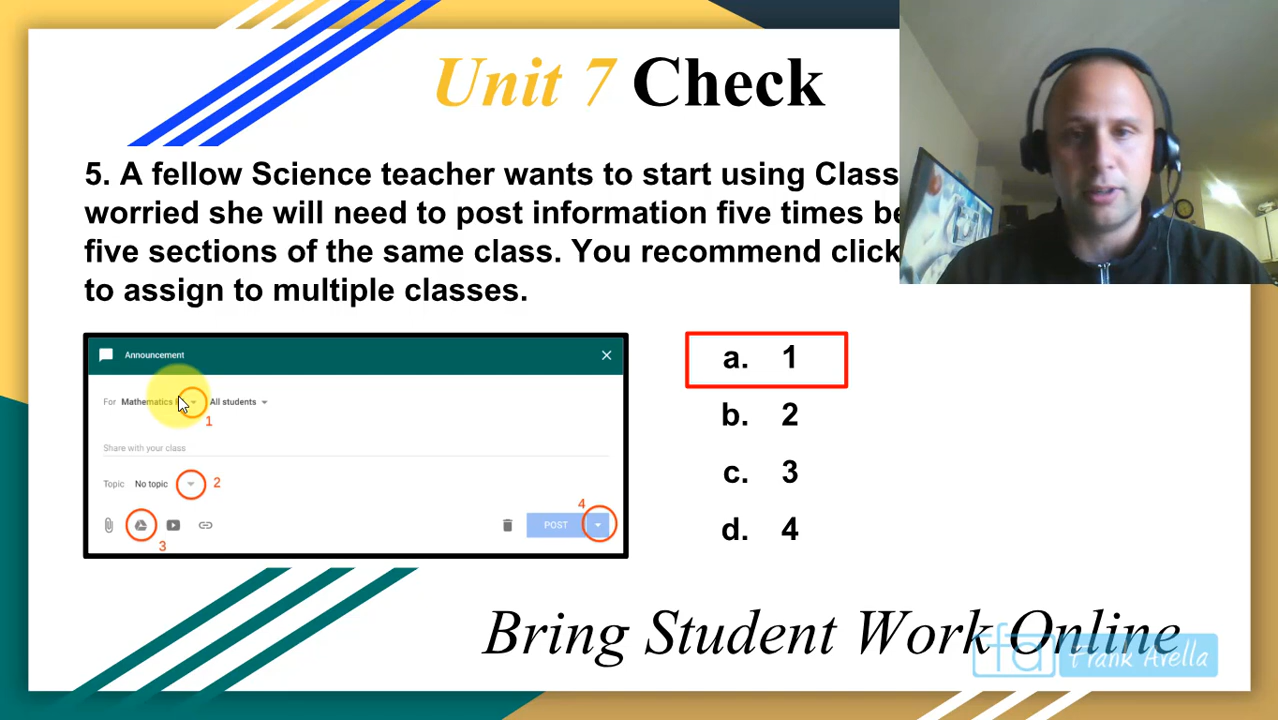 Unit 7 Check
5. A fellow Science teacher wants to start using Class
worried she will need to post information five times
five sections of the same class. You recommend
to assign to multiple classes.
Announcement
For Mathematics All students
1
Share with your class
Topic No topic 2
4
POST
3
a. 1
b. 2
c. 3
d. 4
Bring Student Work Online
fa Frank Arella